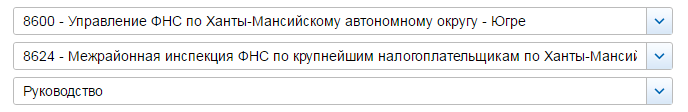 8600 - Управление ФНС по Ханты-Мансийскому автономному округу - Югре
8624 - Межрайонная инспекция ФНС по крупнейшим налогоплательщикам по Ханты-Мансий
Руководство